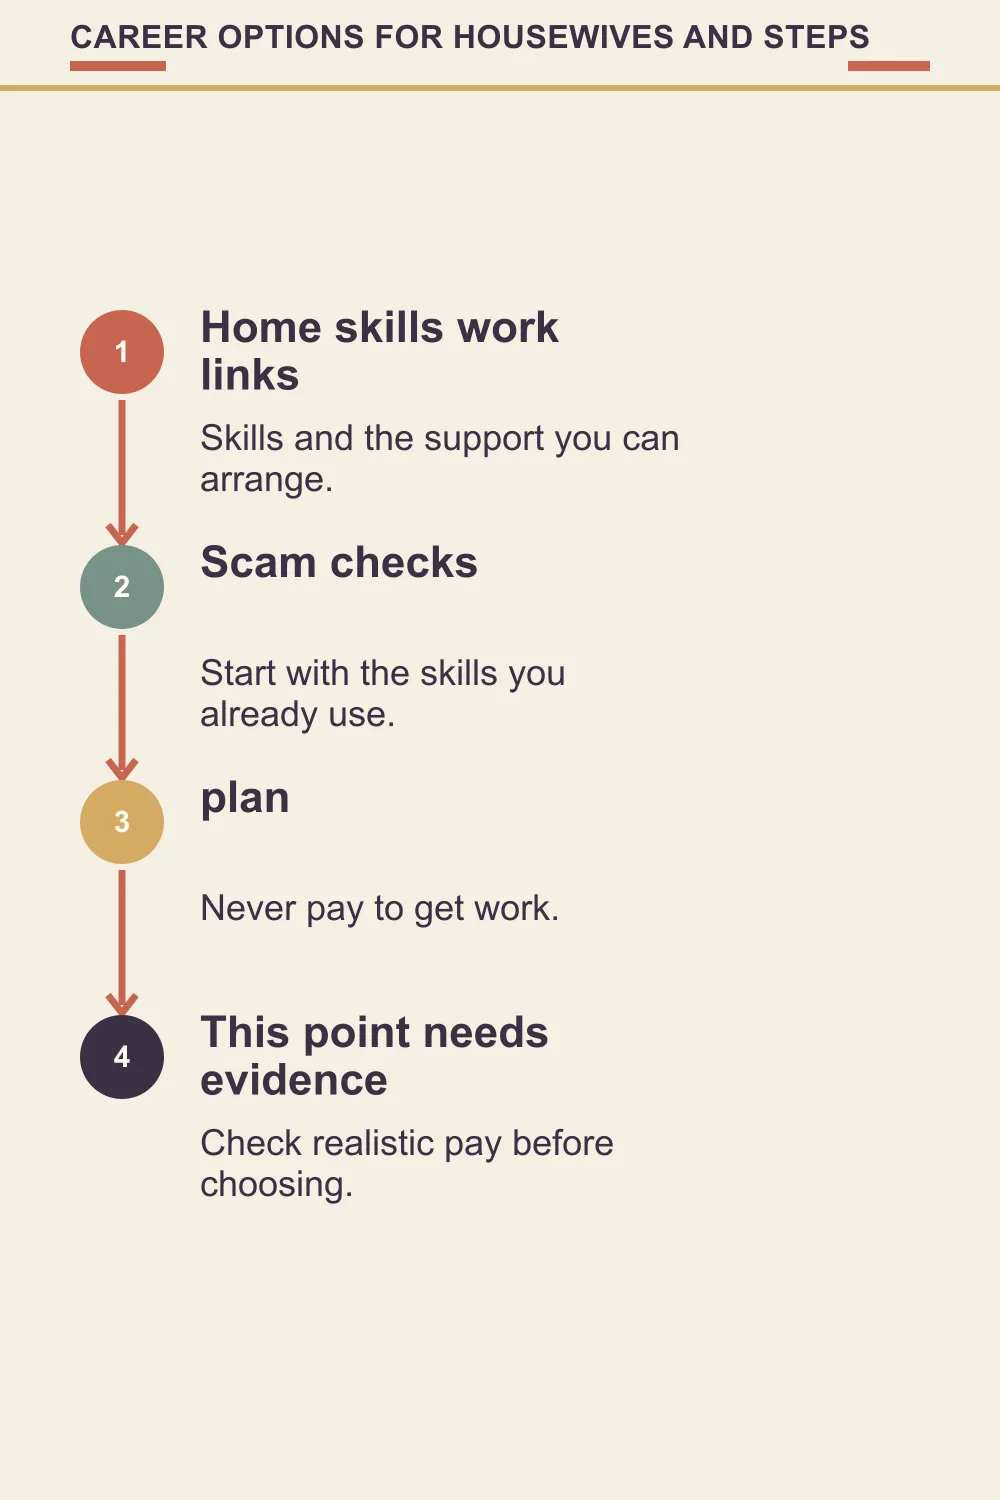 CAREER OPTIONS FOR HOUSEWIVES AND STEPS
1
Home skills work
links
Skills and the support you can
arrange.
2
Scam checks
Start with the skills you
already use.
3
plan
Never pay to get work.
4
This point needs
evidence
Check realistic pay before
choosing.